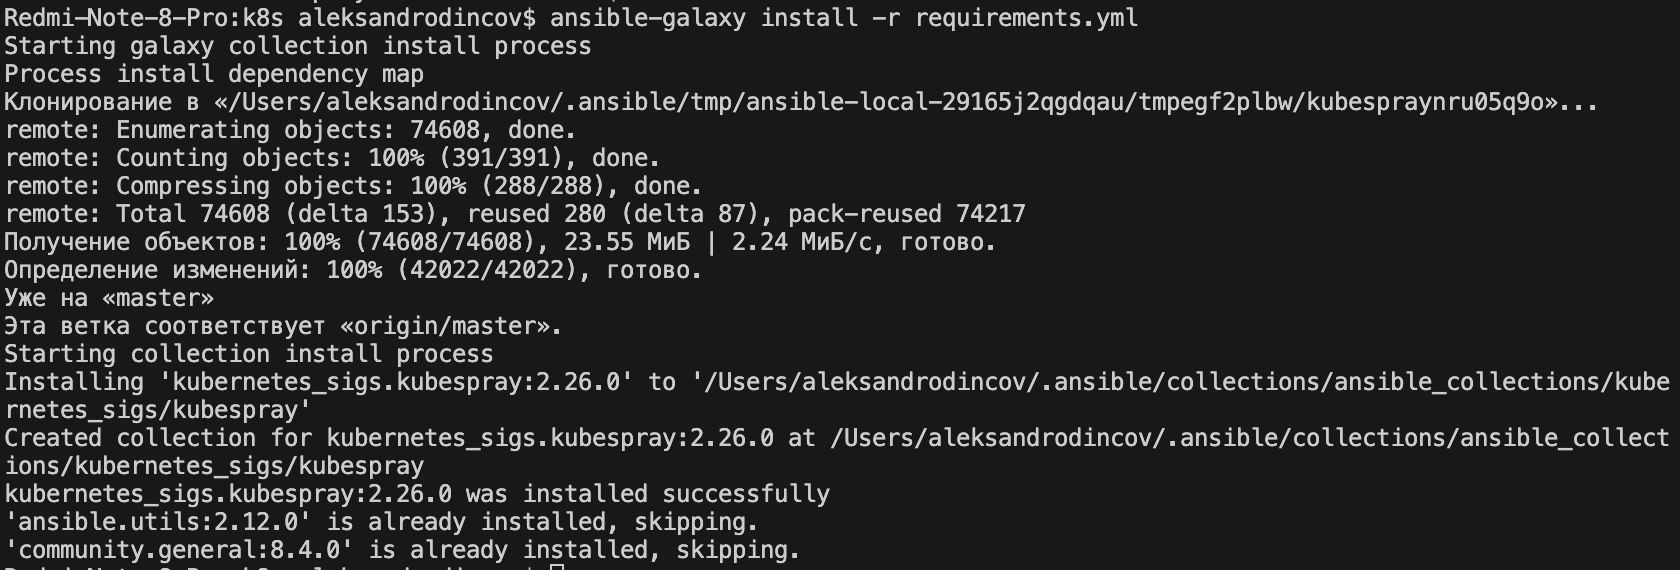 Redmi-Note-8-Pro:k8s aleksandrodincov$ ansible-galaxy install -r requirements.yml
Starting galaxy collection install process
Process install dependency map
Клонирование в «/Users/aleksandrodincov/.ansible/tmp/ansible-local-29165j2qgdqau/tmpegf2plbw/kubespraynru05q9o»...
remote: Enumerating objects: 74608, done.
remote: Counting objects: 100% (391/391), done.
remote: Compressing objects: 100% (288/288), done.
remote: Total 74608 (delta 153), reused 280 (delta 87), pack-reused 74217
Получение объектов: 100% (74608/74608), 23.55 МиБ | 2.24 МиБ/с, готово.
Определение изменений: 100% (42022/42022), готово.
Уже на «master»
Эта ветка соответствует «origin/master».
Starting collection install process
Installing 'kubernetes_sigs.kubespray:2.26.0' to '/Users/aleksandrodincov/.ansible/collections/ansible_collections/kube
rnetes_sigs/kubespray'
Created collection for kubernetes_sigs.kubespray:2.26.0 at /Users/aleksandrodincov/.ansible/collections/ansible_collect
ions/kubernetes_sigs/kubespray
kubernetes_sigs.kubespray:2.26.0 was installed successfully
'ansible.utils:2.12.0' is already installed, skipping.
'community.general:8.4.0' is already installed, skipping.